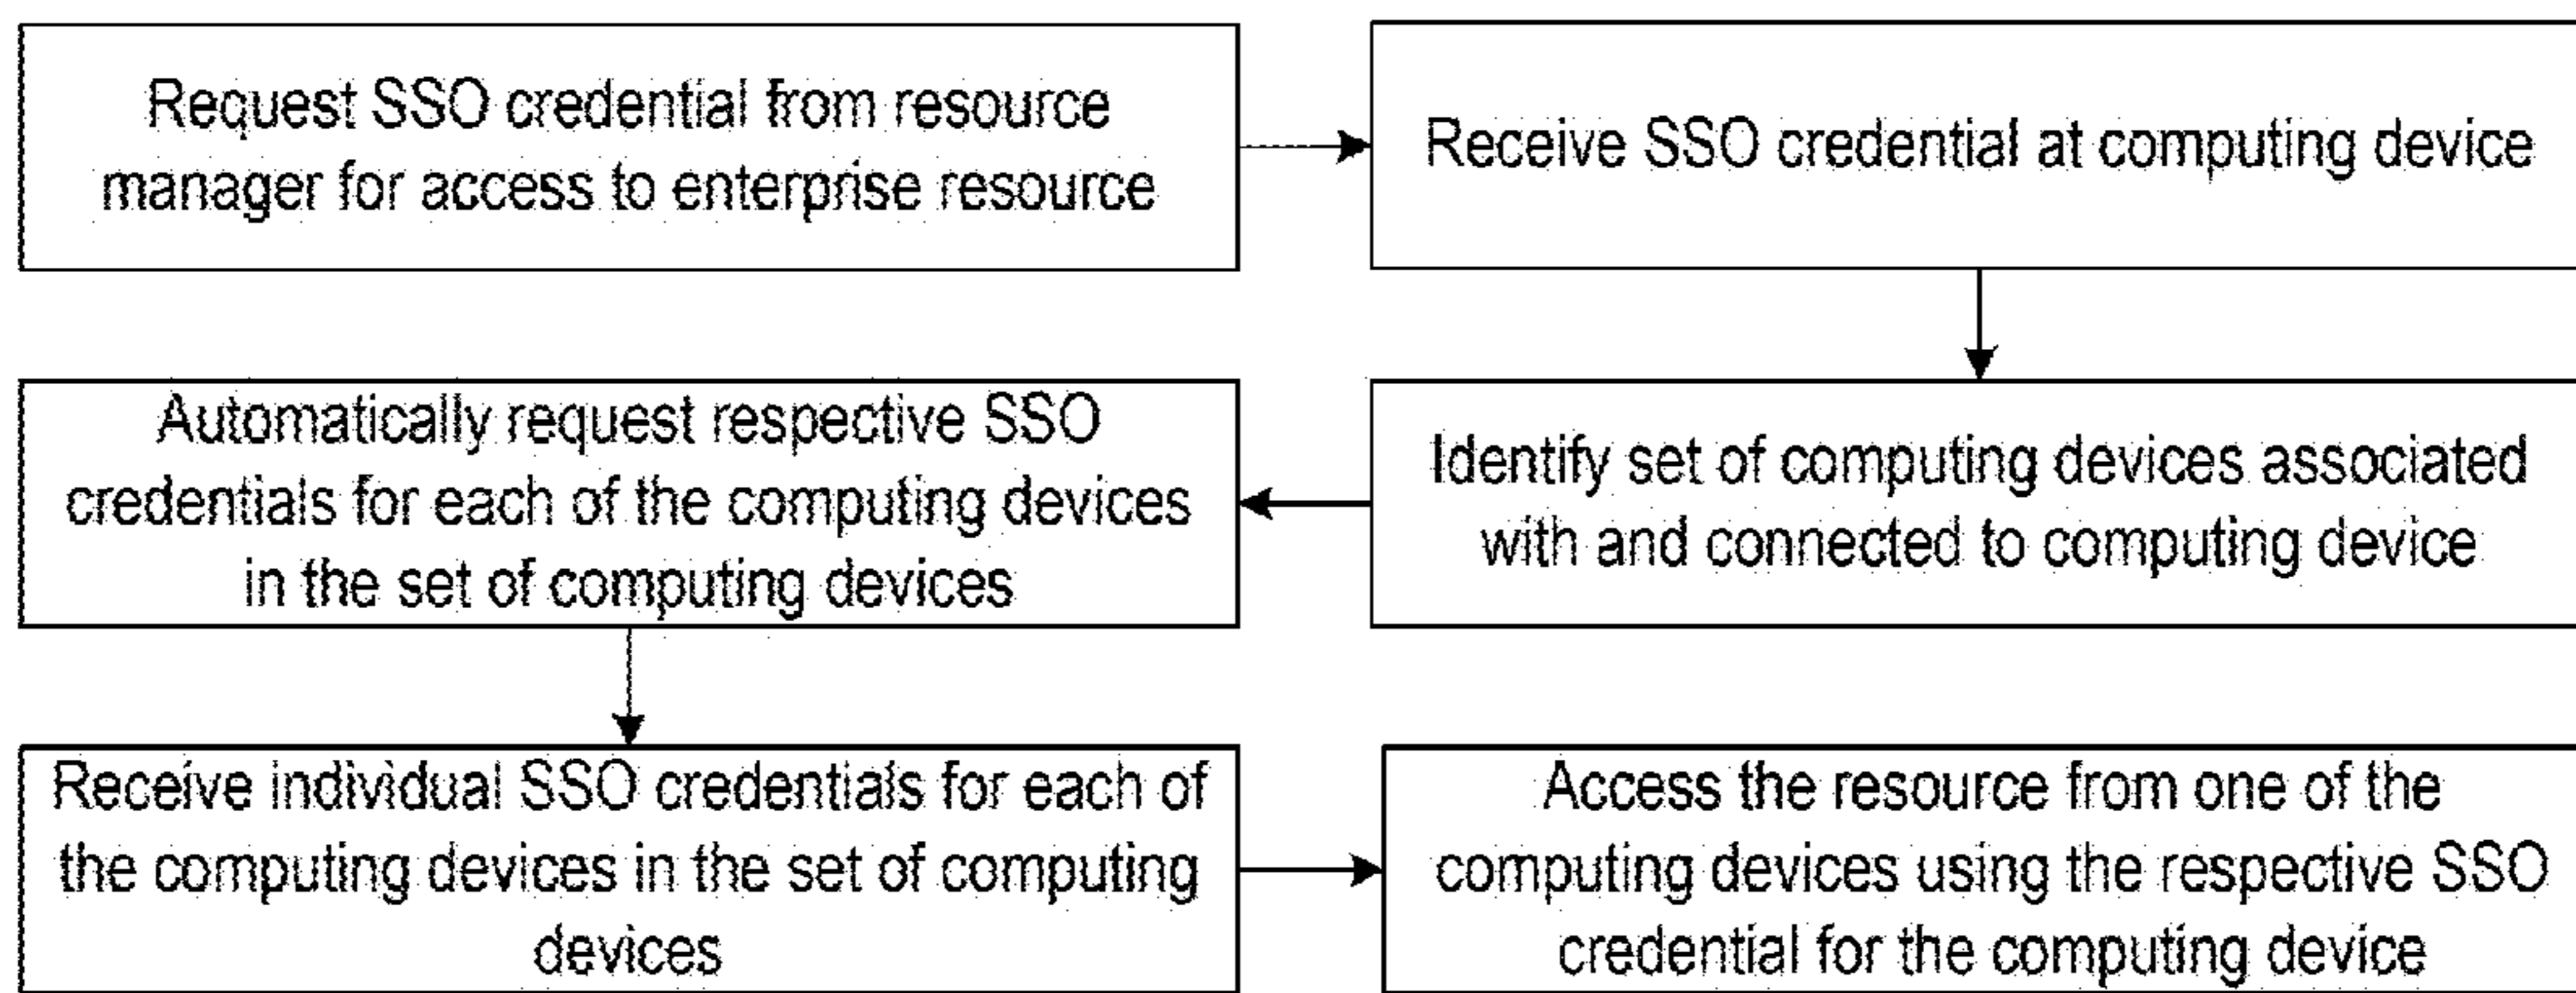 Request SSO credential from resource
manager for access to enterprise resource
Receive SSO credential at computing device
Identify set of computing devices associated
with and connected to computing device
Automatically request respective SSO
credentials for each of the computing devices
in the set of computing devices
Receive individual SSO credentials for each of
the computing devices in the set of computing
devices
Access the resource from one of the
computing devices using the respective SSO
credential for the computing device